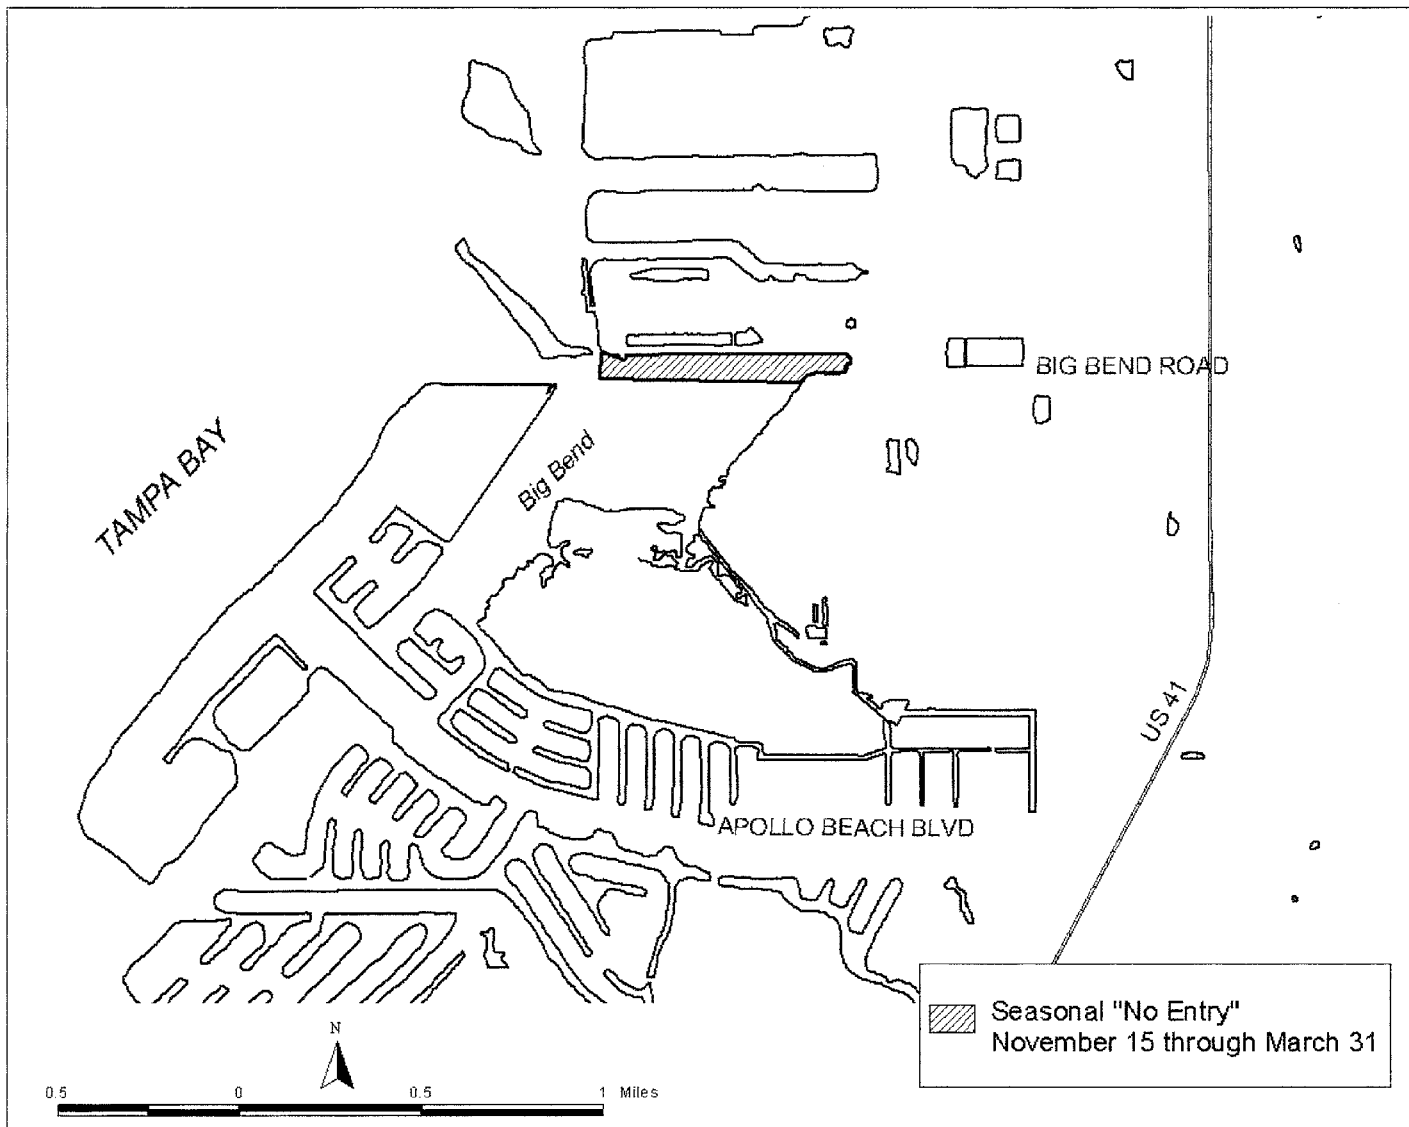 BIG BEND ROAD
TAMPA BAY
Big Bend
US 41
APOLLO BEACH BLVD
Seasonal "No Entry"
November 15 through March 31
N
0.5 0 0.5 1 Miles